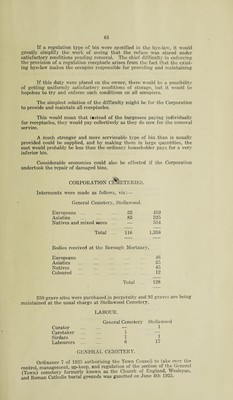 61
If a regulation type of bin were specified in the bye-law, it would
greatly simplify the work of seeing that the refuse was stored under
satisfactory conditions pending removal. The chief difficulty in enforcing
the provision of a regulation receptacle arises from the fact that the exist-
ing bye-law makes the occupier responsible for providing and maintaining
it.
If this duty were placed on the owner, there would be a possibility
of getting uniformly satisfactory conditions of storage, but it would be
hopeless to try and enforce such conditions on all occupiers.
The simplest solution of the difficulty might be for the Corporation
to provide and maintain all receptacles.
This would mean that instead of the burgesses paying individually
for receptacles, they would pay collectively as they do now for the removal
service.
A much stronger and more serviceable type of bin than is usually
provided could be supplied, and by making them in large quantities, the
cost would probably be less than the ordinary householder pays for a very
inferior bin.
Considerable economies could also be effected if the Corporation
undertook the repair of damaged bins.
CORPORATION CEMETERIES.
Interments were made as follows, viz:—
General Cemetery, Stellawood.
Europeans 33
Asiatics 83 235
Natives and mixed races —
Total 116 1,258
Bodies received at the Borough Mortuary.
Europeans 46
Asiatics 25
Natives 45
Coloured 12
Total 128
359 grave sites were purchased in perpetuity and 93 graves are being
maintained at the usual charge at Stellawood Cemetery.
LABOUR.
General Cemetery Stellawood
Curator — 1
Caretaker 1 —
Sirdars 1 1
Labourers 6 17
GENERAL CEMETERY.
Ordinance 7 of 1925 authorising the Town Council to take over the
control, management, up-keep, and regulation of the section of the General
(Town) cemetery formerly known as the Church of England, Wesleyan,
and Roman Catholic burial grounds was gazetted on June 4th 1925.